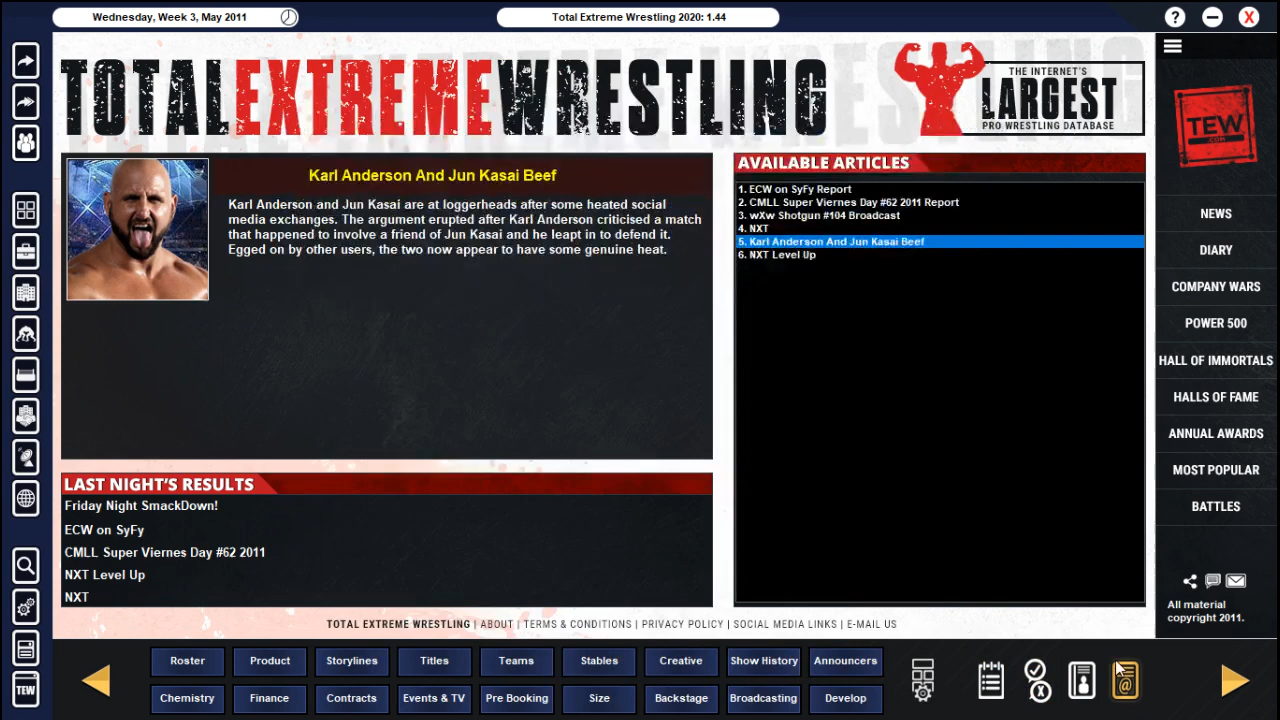 Wednesday, Week 3, May 2011
Total Extreme Wrestling 2020: 1.44
? X
TOTALEXTREMEWRESTLING
THE INTERNET'S
LARGEST
PRO WRESTLING DATABASE
TEW
.COM
Karl Anderson And Jun Kasai Beef
Karl Anderson and Jun Kasai are at loggerheads after some heated social
media exchanges. The argument erupted after Karl Anderson criticised a match
that happened to involve a friend of Jun Kasai and he leapt in to defend it.
Egged on by other users, the two now appear to have some genuine heat.
AVAILABLE ARTICLES
1. ECW on SyFy Report
2. CMLL Super Viernes Day #62 2011 Report
3. wXw Shotgun #104 Broadcast
4. NXT
5. Karl Anderson And Jun Kasai Beef
6. NXT Level Up
NEWS
DIARY
COMPANY WARS
POWER 500
HALL OF IMMORTALS
HALLS OF FAME
ANNUAL AWARDS
MOST POPULAR
BATTLES
LAST NIGHT'S RESULTS
Friday Night SmackDown!
ECW on SyFy
CMLL Super Viernes Day #62 2011
NXT Level Up
NXT
All material
copyright 2011.
TOTAL EXTREME WRESTLING | ABOUT | TERMS & CONDITIONS | PRIVACY POLICY | SOCIAL MEDIA LINKS | E-MAIL US
TEW
Roster Product Storylines Titles Teams Stables Creative Show History Announcers
Chemistry Finance Contracts Events & TV Pre Booking Size Backstage Broadcasting Develop